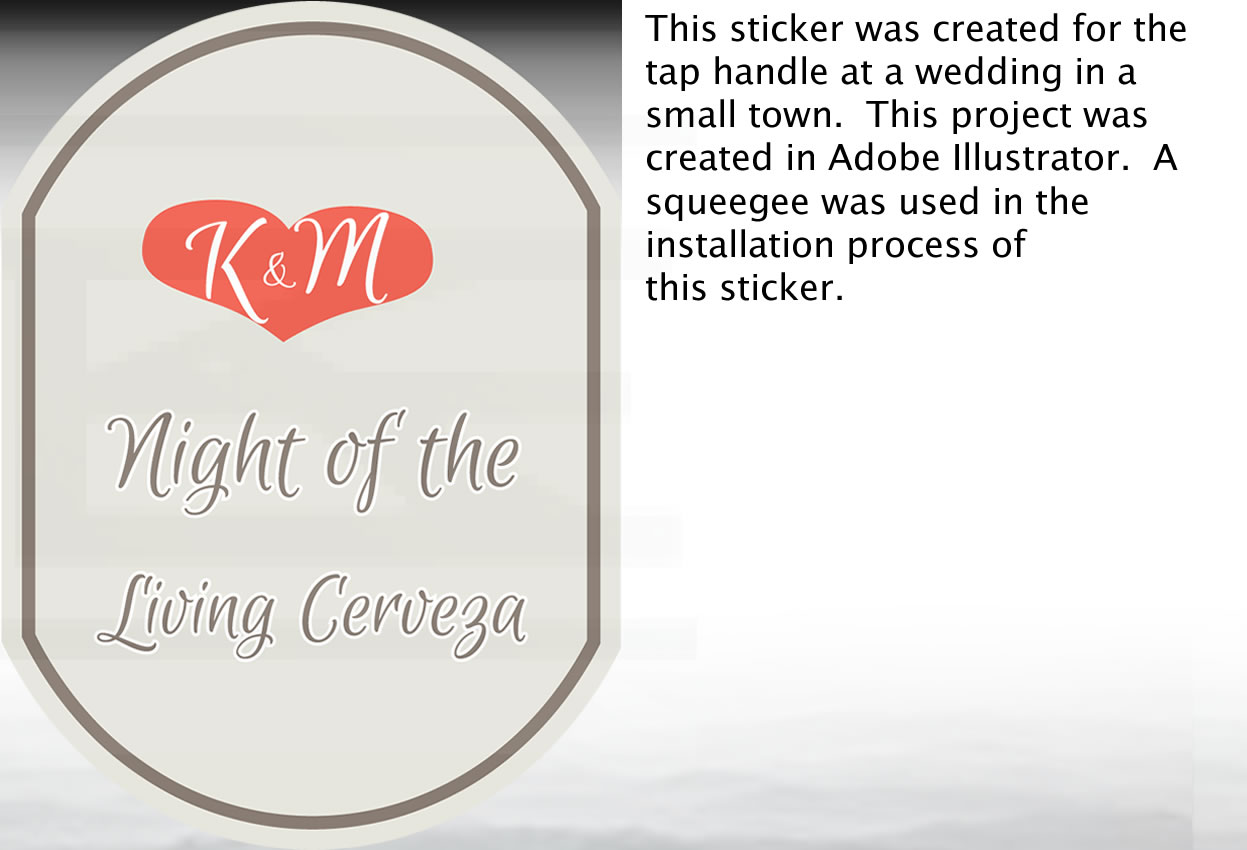 K & M
Night of the
Living Cerveza
This sticker was created for the
tap handle at a wedding in a
small town.  This project was
created in Adobe Illustrator.  A
squeegee was used in the
installation process of
this sticker.